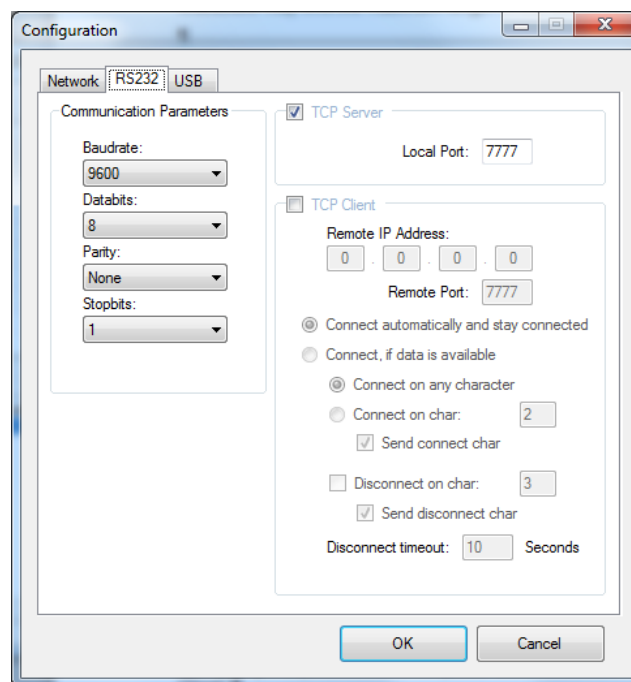 Configuration
Network RS232 USB
Communication Parameters
Baudrate:
9600
Databits:
8
Parity:
None
Stopbits:
1
TCP Server
Local Port: 7777
TCP Client
Remote IP Address:
0 . 0 . 0 . 0
Remote Port: 7777
Connect automatically and stay connected
Connect, if data is available
Connect on any character
Connect on char: 2
Send connect char
Disconnect on char: 3
Send disconnect char
Disconnect timeout: 10 Seconds
OK Cancel